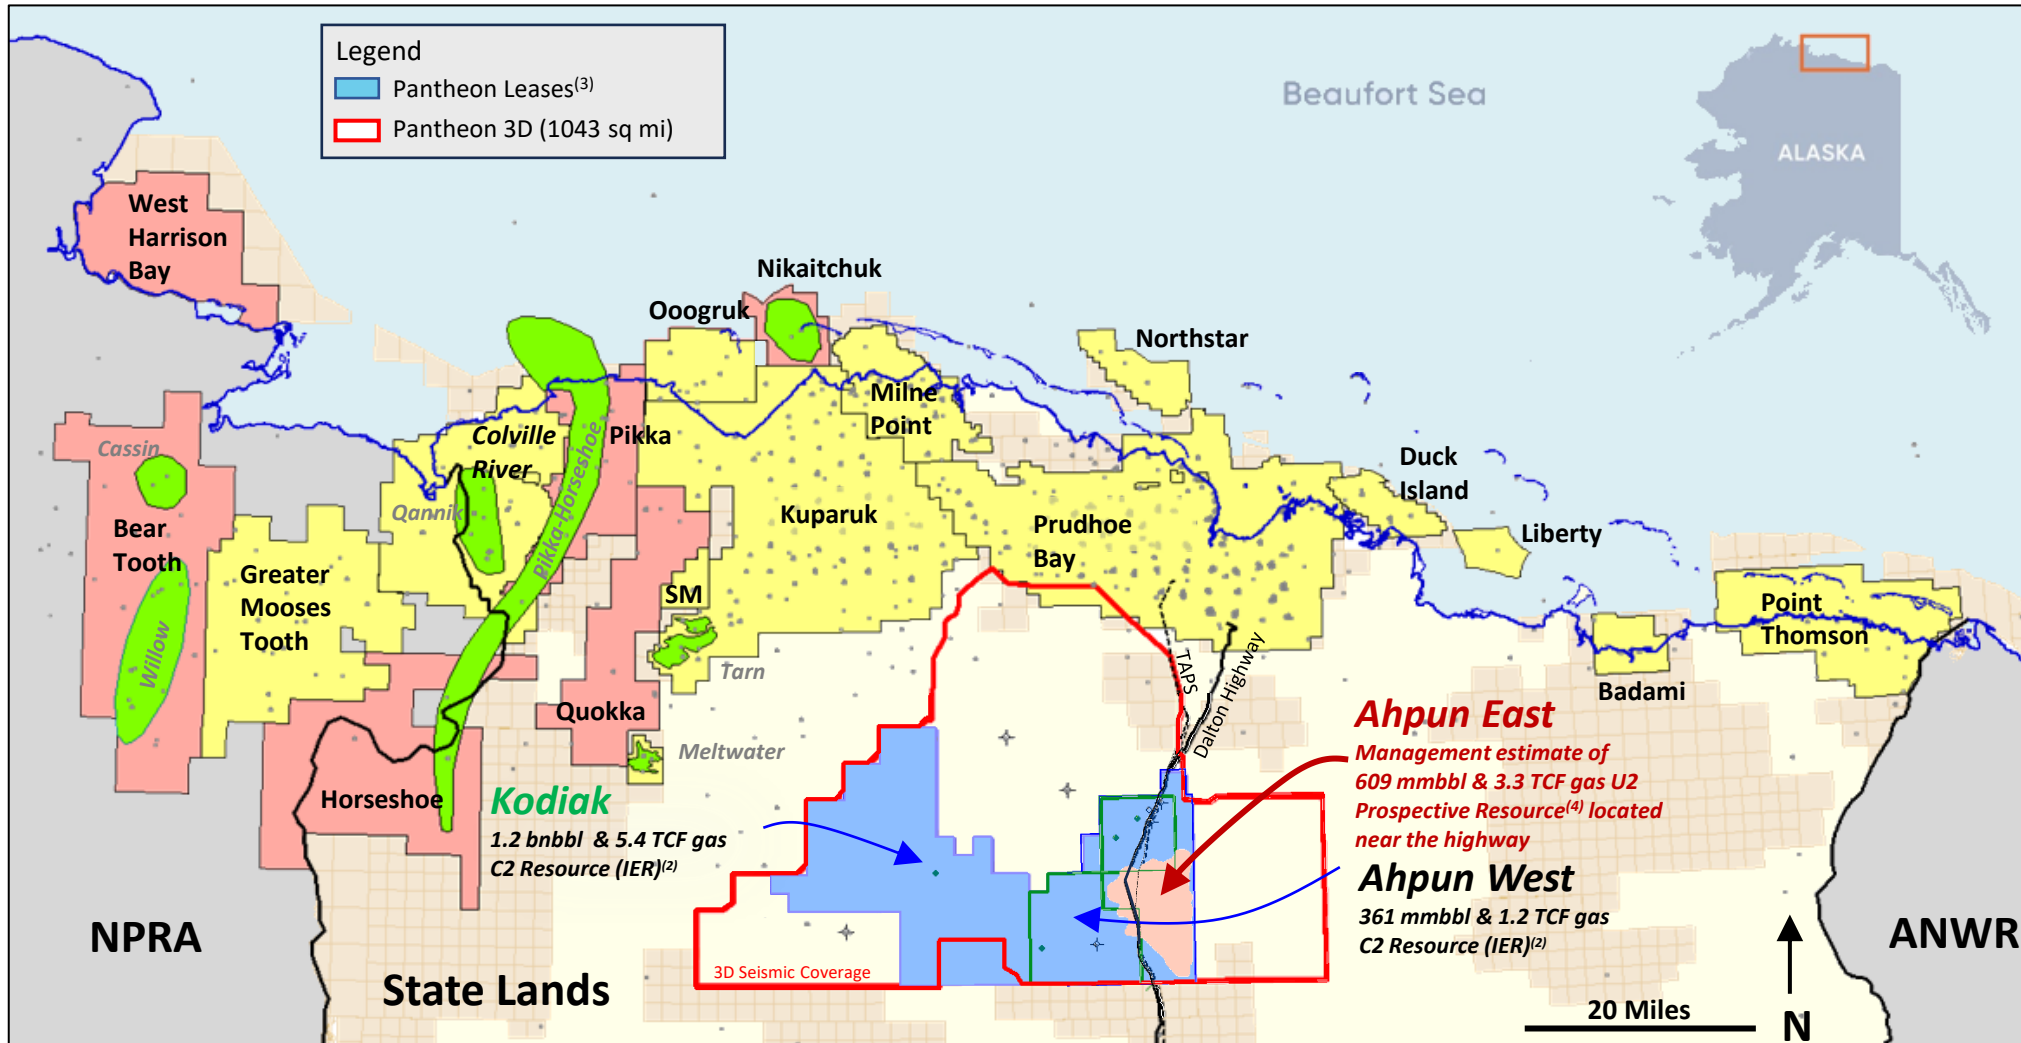 Legend
Pantheon Leases(3)
Pantheon 3D (1043 sq mi)
Beaufort Sea
ALASKA
West
Harrison
Bay
Nikaitchuk
Ooogruk
Northstar
Milne
Point
Colville
River
Pikka
Cassin
Qannik
Pikka-Horseshoe
Bear
Tooth
Kuparuk
Prudhoe
Bay
Duck
Island
Liberty
Greater
Mooses
Tooth
SM
Willow
Tarn
TAPS
Dalton Highway
Point
Thomson
Badami
Quokka
Meltwater
Horseshoe
Kodiak
1.2 bnbbl & 5.4 TCF gas
C2 Resource (IER)(2)
Ahpun East
Management estimate of
609 mmbbl & 3.3 TCF gas U2
Prospective Resource(4) located
near the highway
Ahpun West
361 mmbbl & 1.2 TCF gas
C2 Resource (IER)(2)
NPRA
State Lands
3D Seismic Coverage
ANWR
20 Miles
N